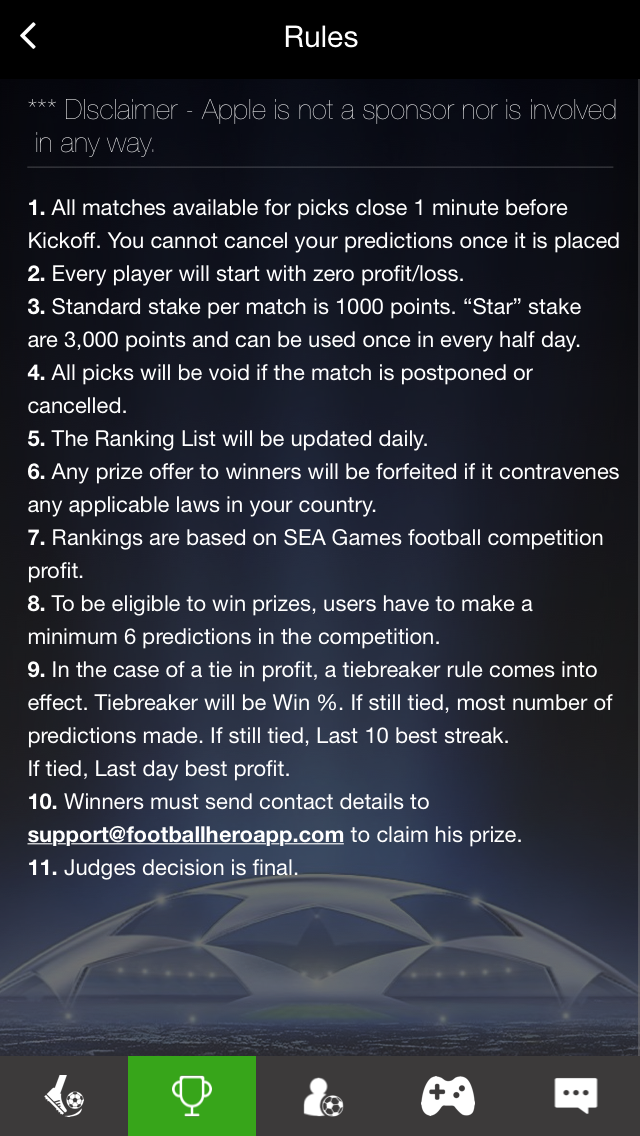 Rules
*** DIsclaimer - Apple is not a sponsor nor is involved
in any way.
1. All matches available for picks close 1 minute before
Kickoff. You cannot cancel your predictions once it is placed
2. Every player will start with zero profit/loss.
3. Standard stake per match is 1000 points. “Star” stake
are 3,000 points and can be used once in every half day.
4. All picks will be void if the match is postponed or
cancelled.
5. The Ranking List will be updated daily.
6. Any prize offer to winners will be forfeited if it contravenes
any applicable laws in your country.
7. Rankings are based on SEA Games football competition
profit.
8. To be eligible to win prizes, users have to make a
minimum 6 predictions in the competition.
9. In the case of a tie in profit, a tiebreaker rule comes into
effect. Tiebreaker will be Win %. If still tied, most number of
predictions made. If still tied, Last 10 best streak.
If tied, Last day best profit.
10. Winners must send contact details to
support@footballheroapp.com to claim his prize.
11. Judges decision is final.